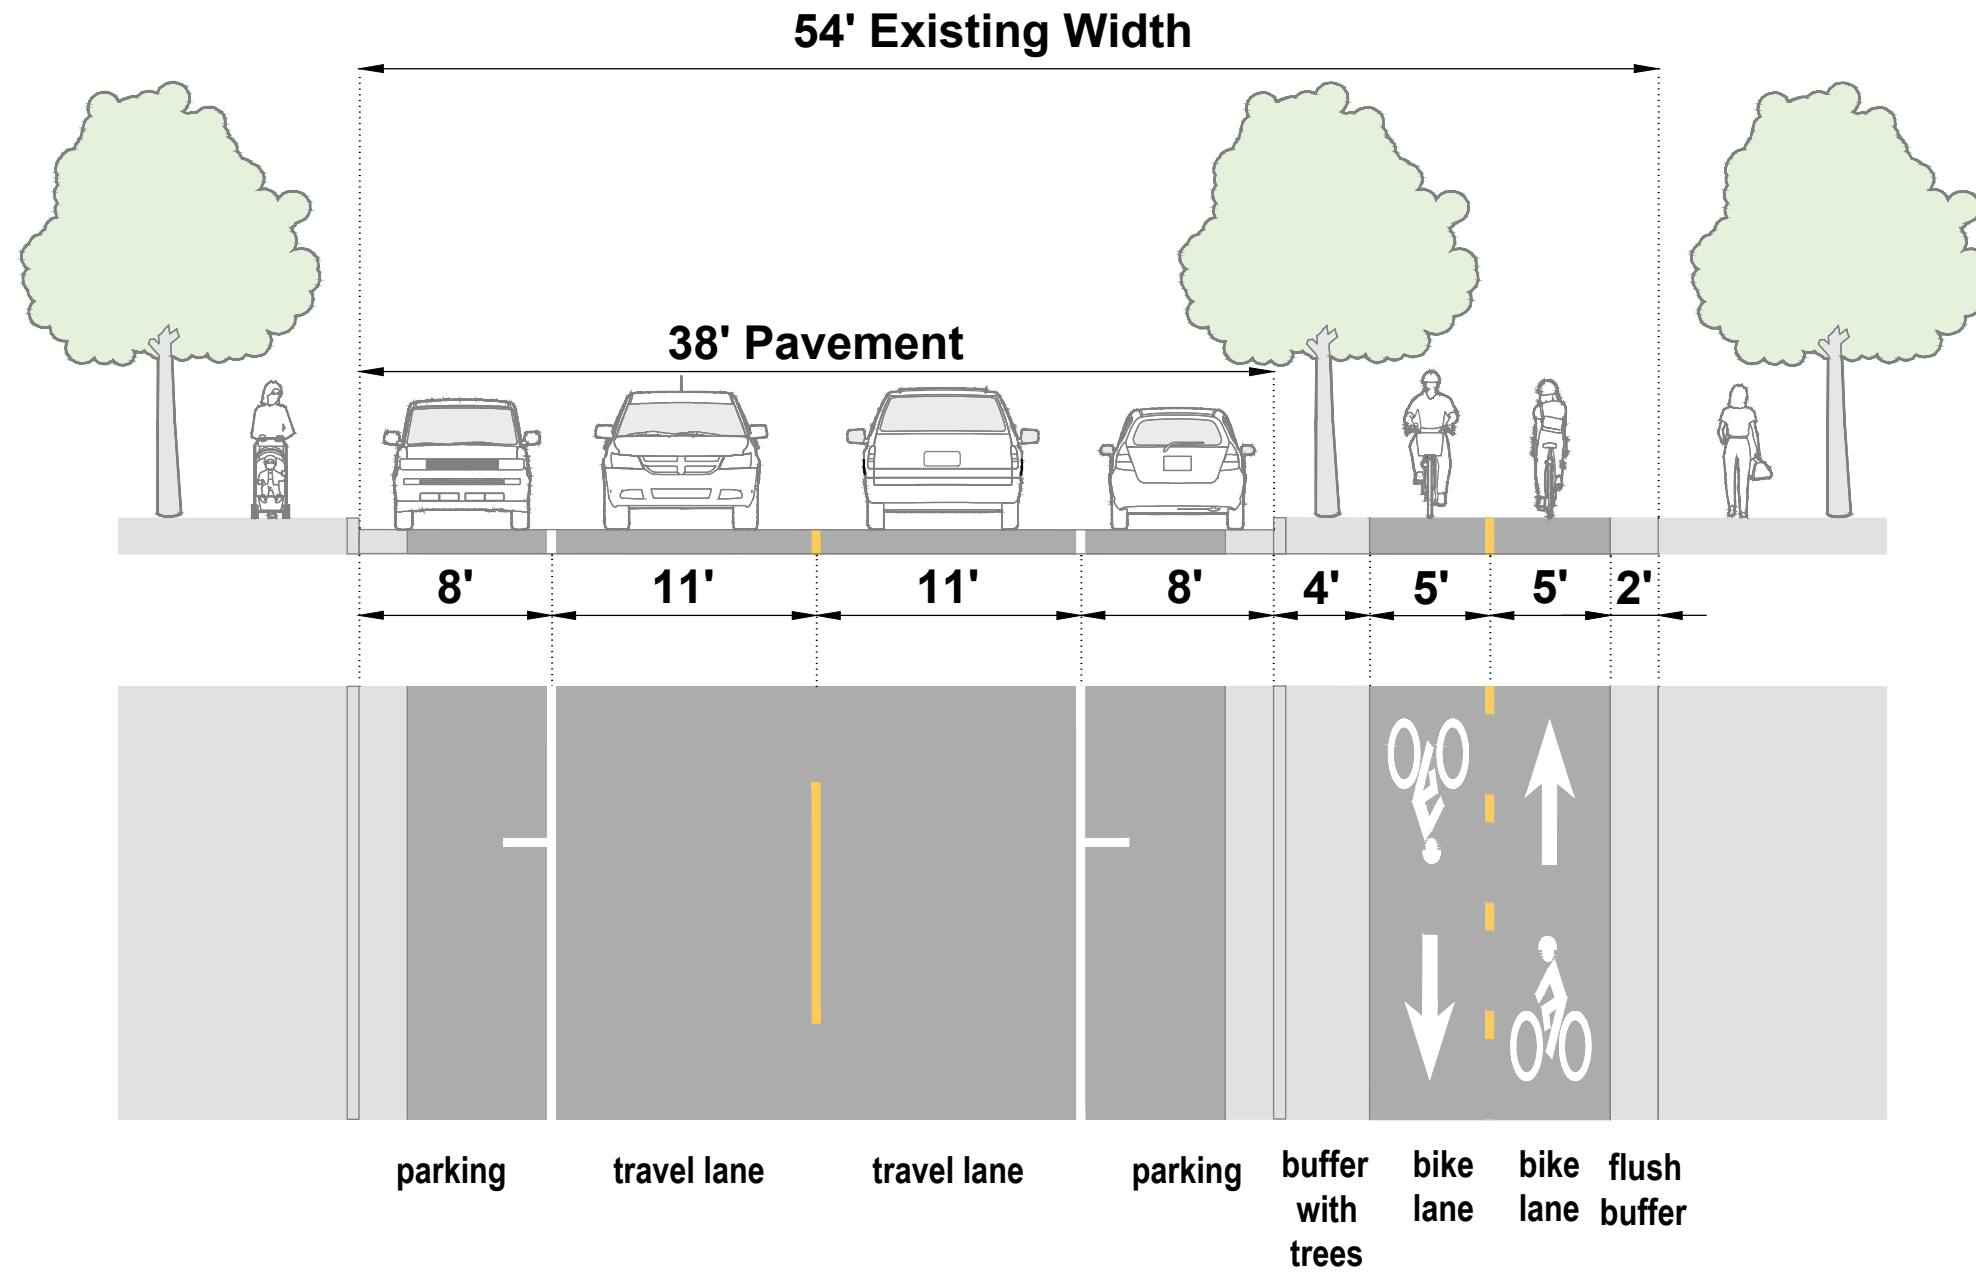 54' Existing Width
38' Pavement
8' 11' 11' 8' 4' 5' 5' 2'
parking travel lane travel lane parking
buffer
with
trees
bike
lane
bike
lane
flush
buffer